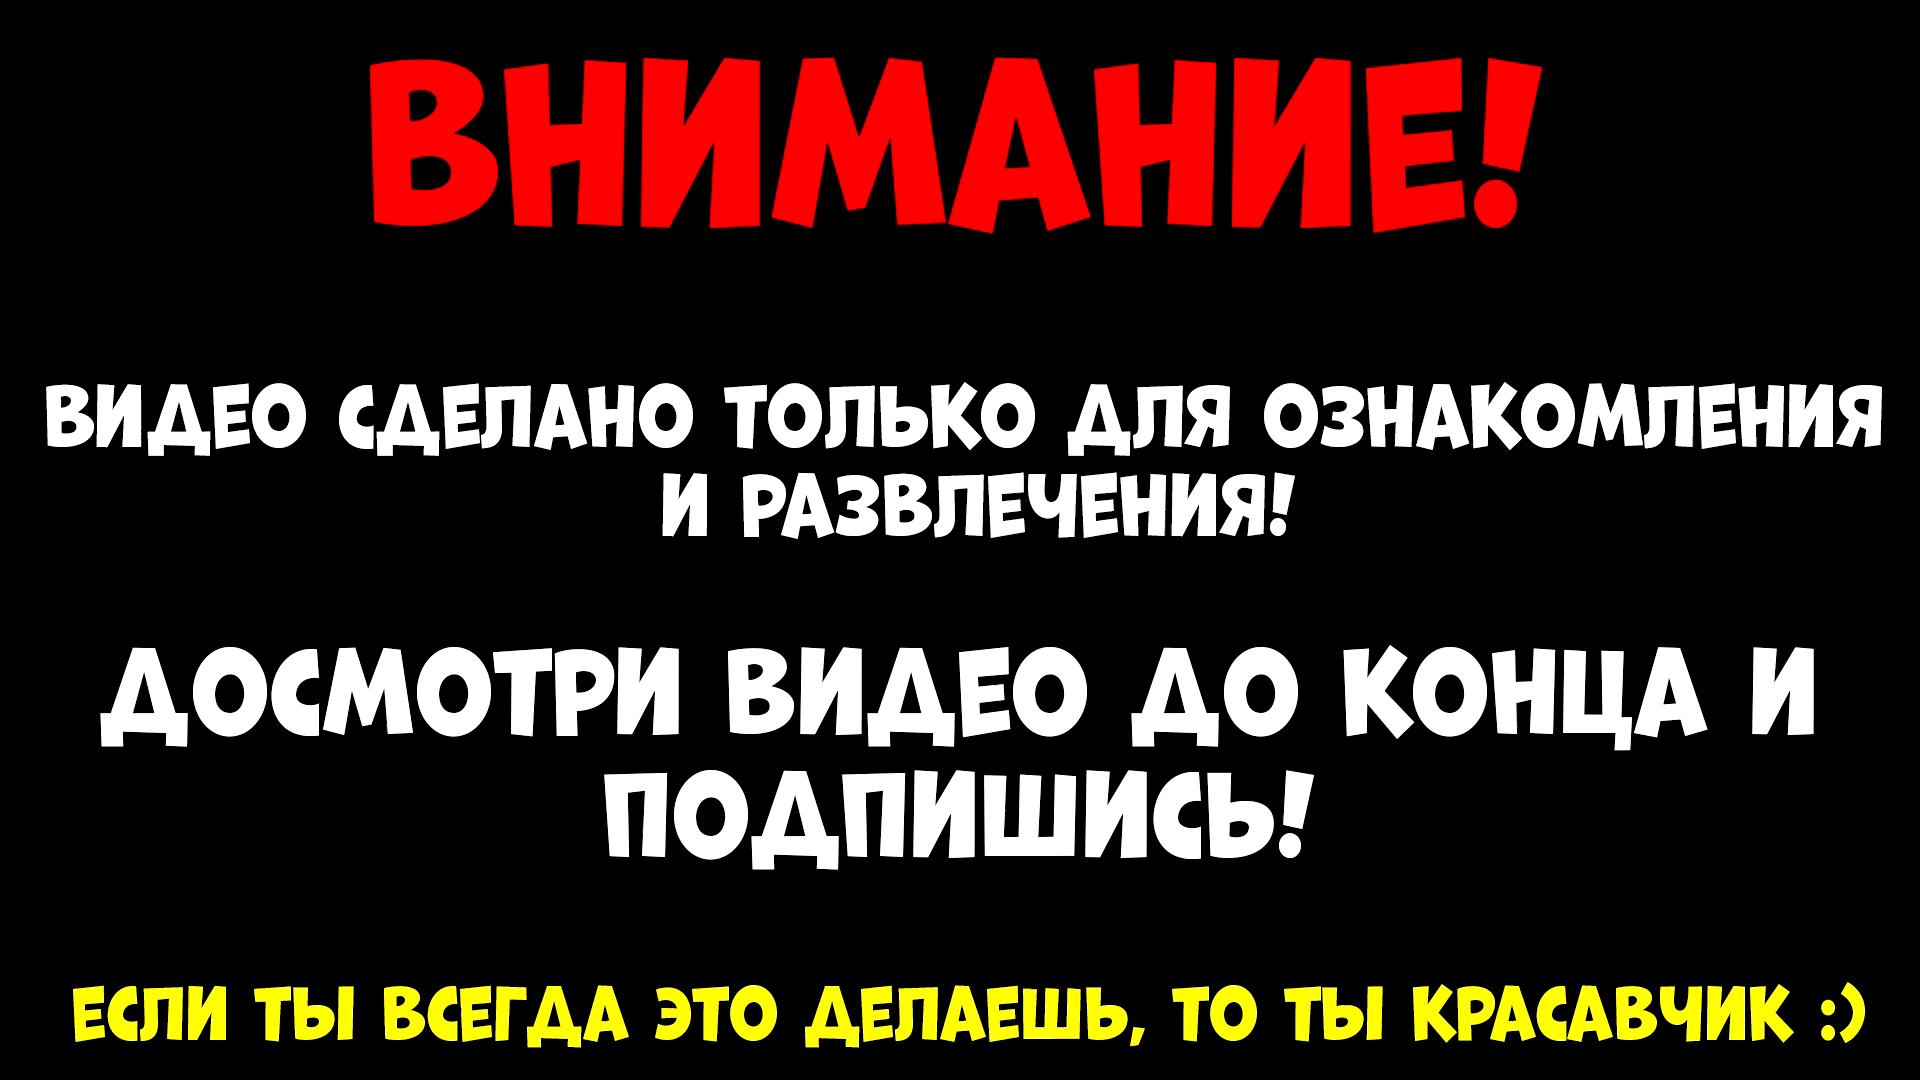 ВНИМАНИЕ!
ВИДЕО СДЕЛАНО ТОЛЬКО ДЛЯ ОЗНАКОМЛЕНИЯ
И РАЗВЛЕЧЕНИЯ!
ДОСМОТРИ ВИДЕО ДО КОНЦА И
ПОДПИШИСЬ!
ЕСЛИ ТЫ ВСЕГДА ЭТО ДЕЛАЕШЬ, ТО ТЫ КРАСАВЧИК :)